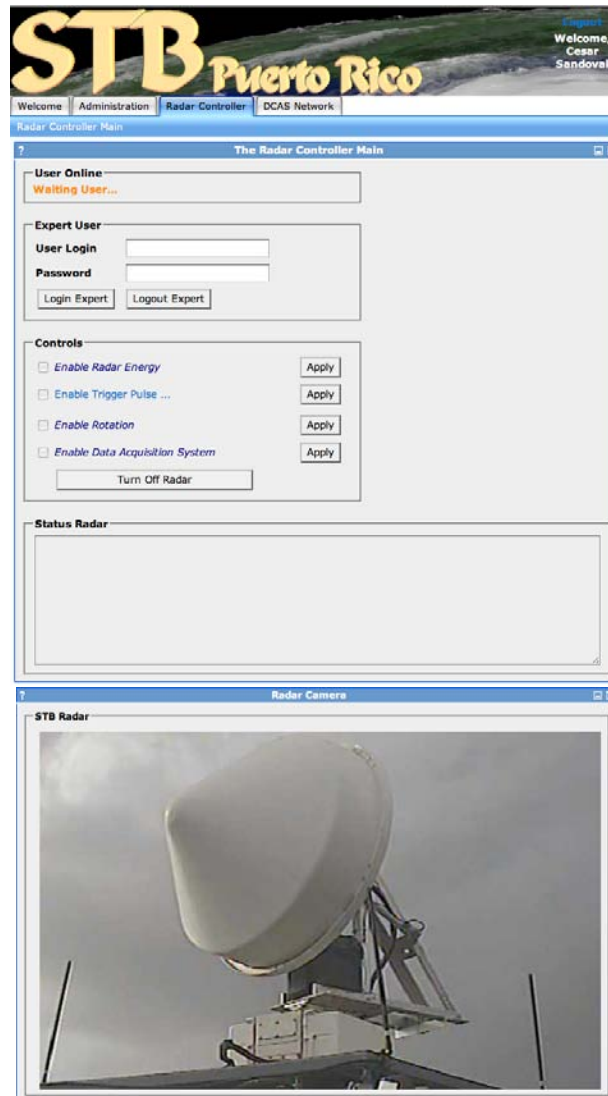 STB Puerto Rico
Logout
Welcome,
Cesar
Sandoval
Welcome Administration Radar Controller DCAS Network
Radar Controller Main
? The Radar Controller Main
User Online
Waiting User...
Expert User
User Login
Password
Login Expert Logout Expert
Controls
Enable Radar Energy Apply
Enable Trigger Pulse ... Apply
Enable Rotation Apply
Enable Data Acquisition System Apply
Turn Off Radar
Status Radar
? Radar Camera
STB Radar